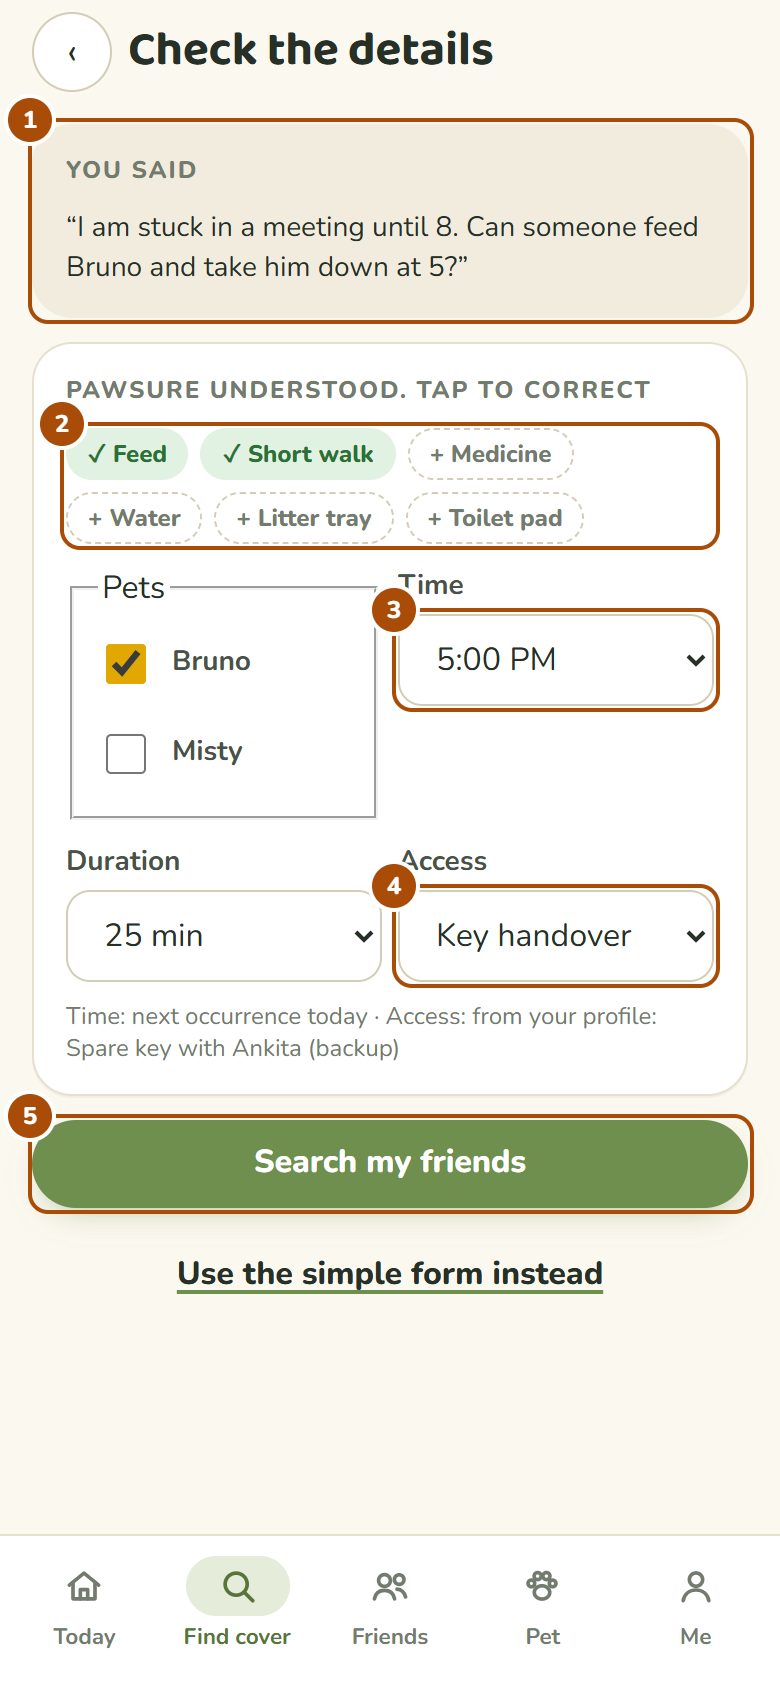 ‹ Check the details
1
YOU SAID
“I am stuck in a meeting until 8. Can someone feed
Bruno and take him down at 5?”
PAWSURE UNDERSTOOD. TAP TO CORRECT
2
✓ Feed ✓ Short walk + Medicine
+ Water + Litter tray + Toilet pad
Pets
Bruno
Misty
Time
3
5:00 PM
Duration
25 min
Access
4
Key handover
Time: next occurrence today · Access: from your profile:
Spare key with Ankita (backup)
5
Search my friends
Use the simple form instead
Today Find cover Friends Pet Me